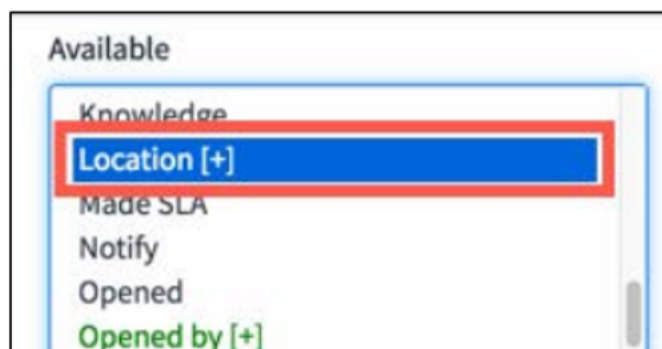 Available
Knowledge
Location [+]
Made SLA
Notify
Opened
Opened by [+]